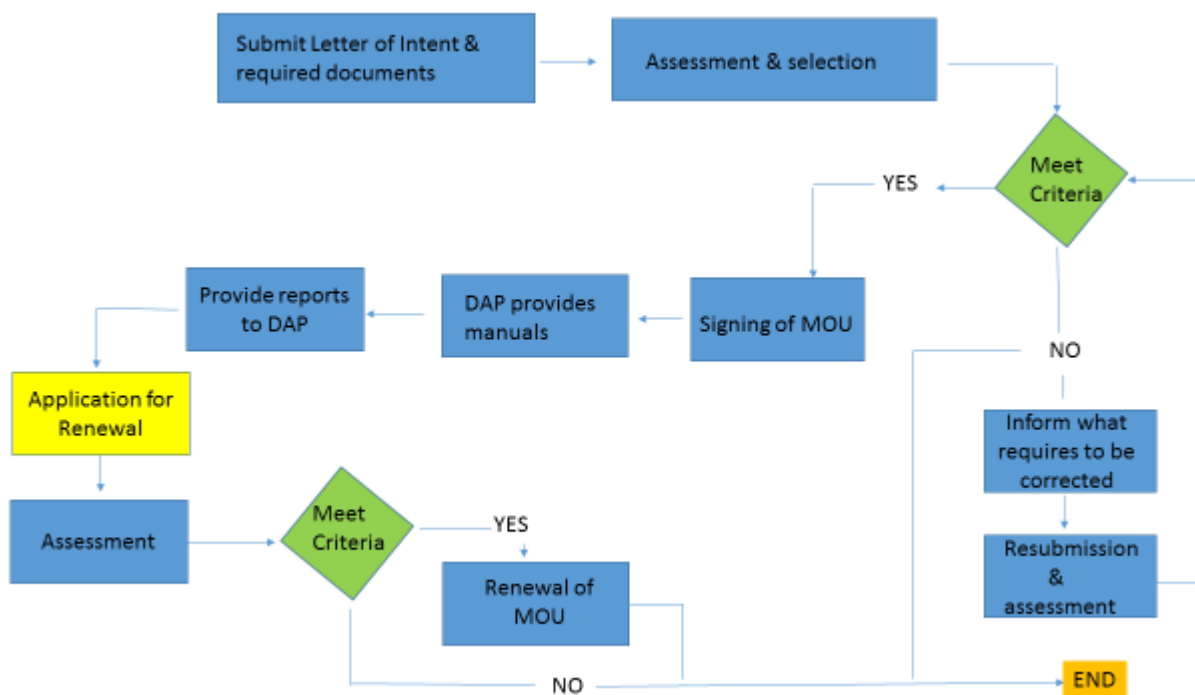 Submit Letter of Intent &
required documents
Assessment & selection
Meet
Criteria
YES
NO
Signing of MOU
DAP provides
manuals
Provide reports
to DAP
Application for
Renewal
Assessment
Meet
Criteria
YES
Renewal of
MOU
NO
Inform what
requires to be
corrected
Resubmission
&
assessment
END